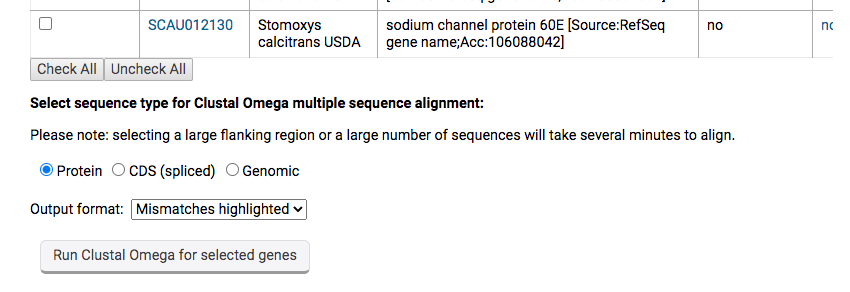 SCAU012130 Stomoxys sodium channel protein 60E [Source:RefSeq no
calcitrans USDA gene name;Acc:106088042]
Check All Uncheck All
Select sequence type for Clustal Omega multiple sequence alignment:
Please note: selecting a large flanking region or a large number of sequences will take several minutes to align.
Protein CDS (spliced) Genomic
Output format: Mismatches highlighted
Run Clustal Omega for selected genes